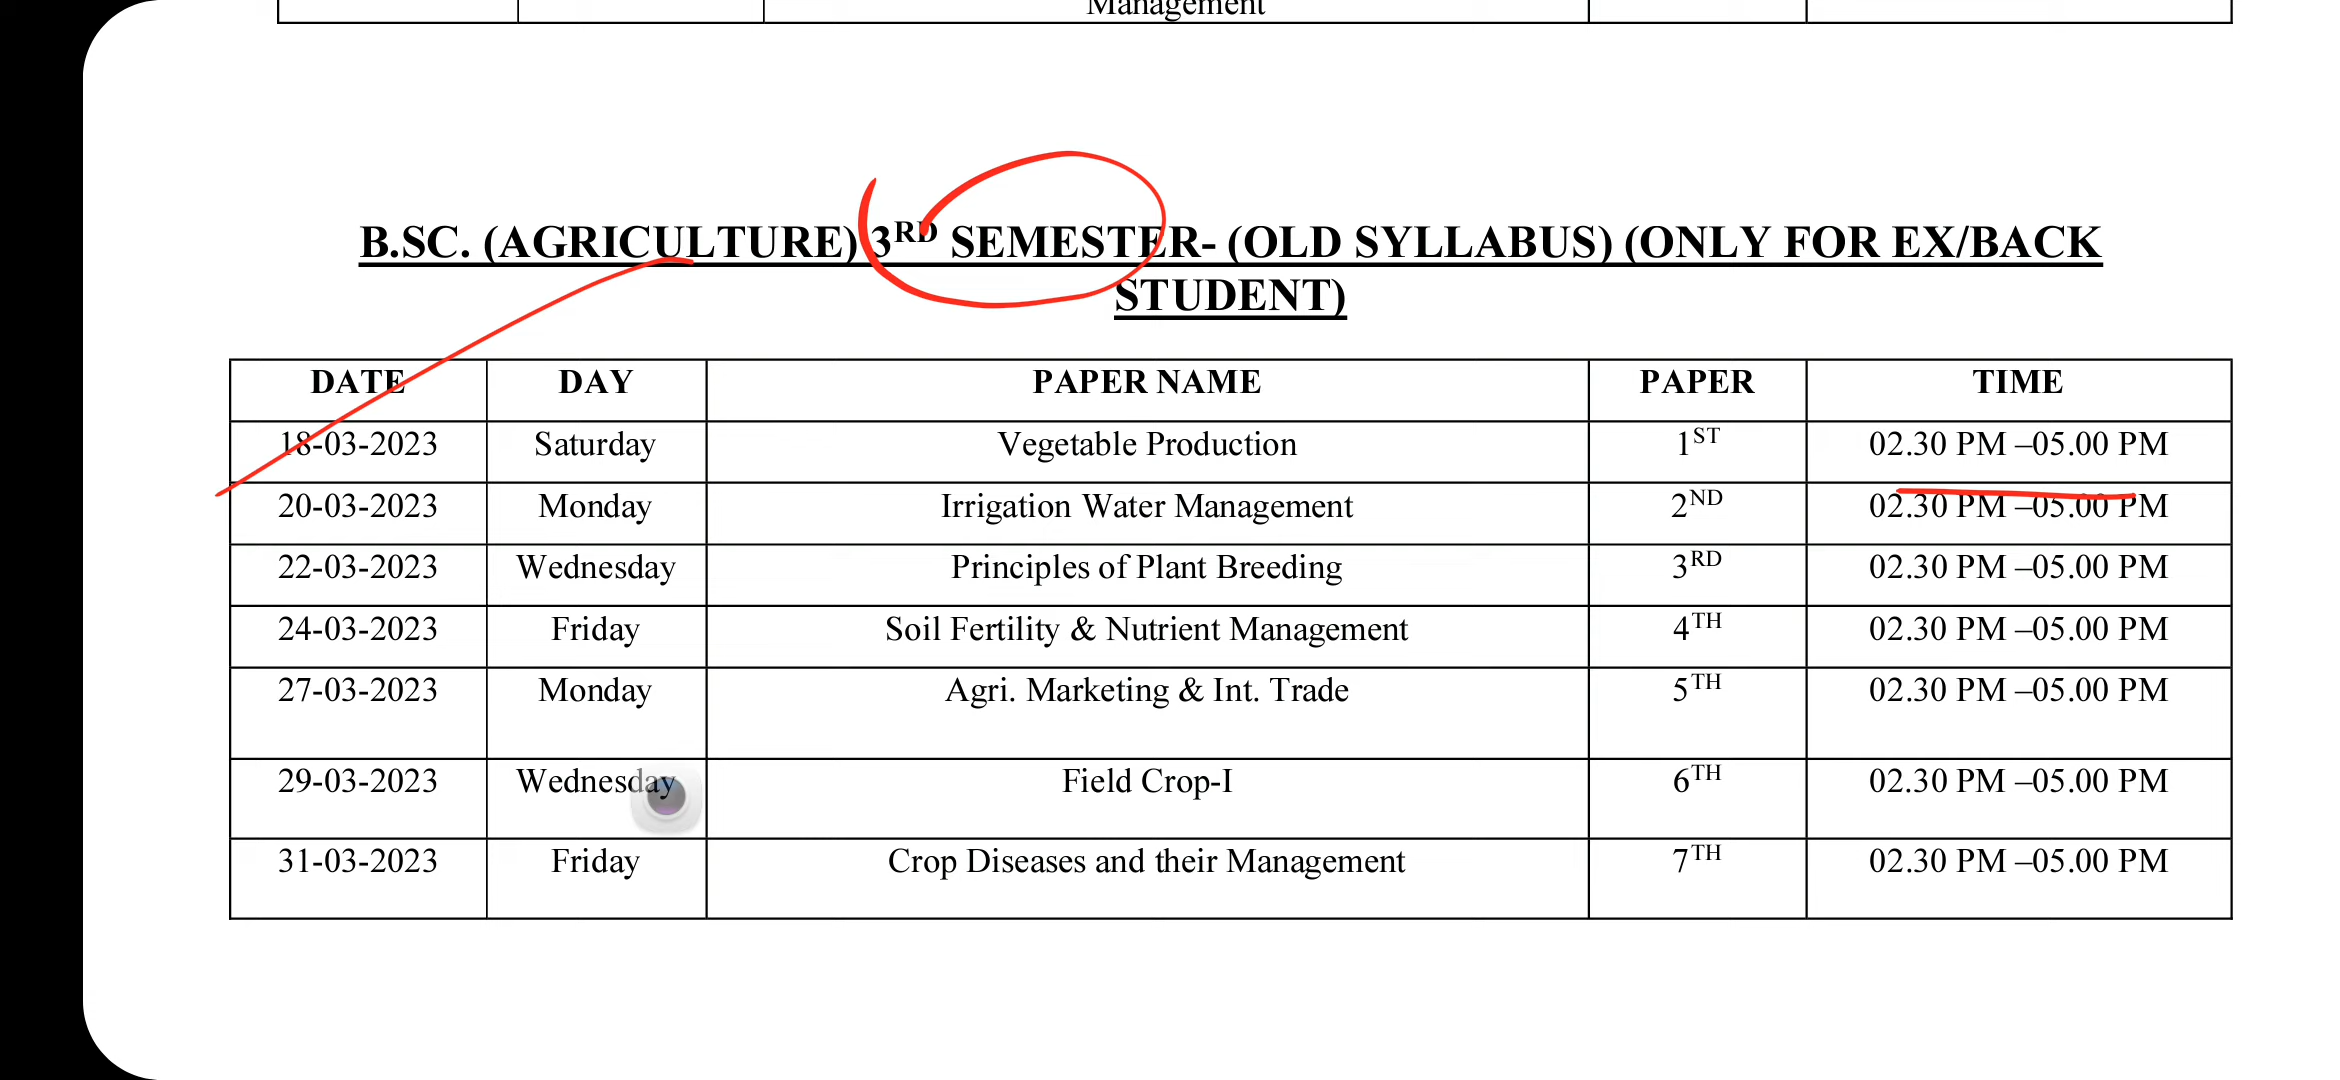 Management
B.SC. (AGRICULTURE) 3RD SEMESTER- (OLD SYLLABUS) (ONLY FOR EX/BACK
STUDENT)
DATE DAY PAPER NAME PAPER TIME
18-03-2023 Saturday Vegetable Production 1ST 02.30 PM –05.00 PM
20-03-2023 Monday Irrigation Water Management 2ND 02.30 PM –05.00 PM
22-03-2023 Wednesday Principles of Plant Breeding 3RD 02.30 PM –05.00 PM
24-03-2023 Friday Soil Fertility & Nutrient Management 4TH 02.30 PM –05.00 PM
27-03-2023 Monday Agri. Marketing & Int. Trade 5TH 02.30 PM –05.00 PM
29-03-2023 Wednesday Field Crop-I 6TH 02.30 PM –05.00 PM
31-03-2023 Friday Crop Diseases and their Management 7TH 02.30 PM –05.00 PM